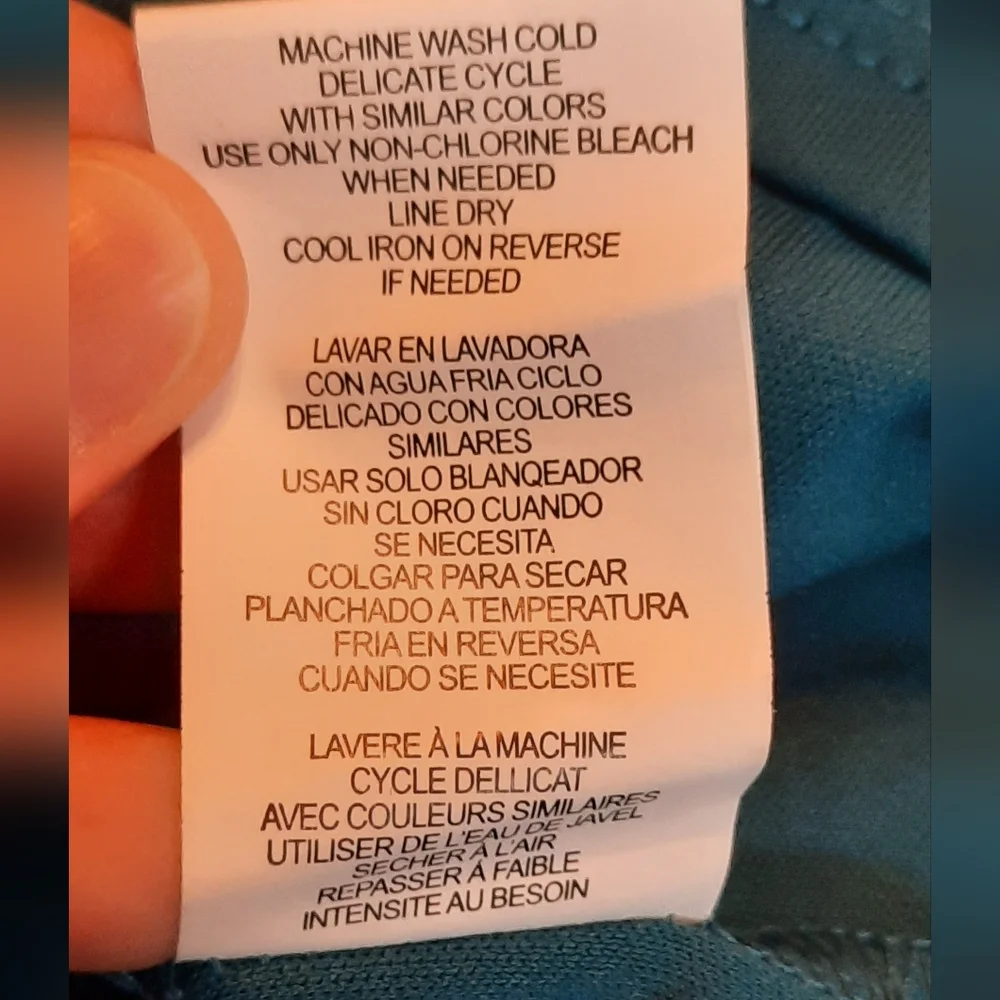 MACHINE WASH COLD
DELICATE CYCLE
WITH SIMILAR COLORS
USE ONLY NON-CHLORINE BLEACH
WHEN NEEDED
LINE DRY
COOL IRON ON REVERSE
IF NEEDED
LAVAR EN LAVADORA
CON AGUA FRIA CICLO
DELICADO CON COLORES
SIMILARES
USAR SOLO BLANQEADOR
SIN CLORO CUANDO
SE NECESITA
COLGAR PARA SECAR
PLANCHADO A TEMPERATURA
FRIA EN REVERSA
CUANDO SE NECESITE
LAVERE À LA MACHINE
CYCLE DELLICAT
AVEC COULEURS SIMILAIRES
UTILISER DE L'EAU DE JAVEL
SECHER À L'AIR
REPASSER Á FAIBLE
INTENSITE AU BESOIN